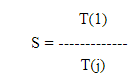 T(1)
S = -------------
T(j)